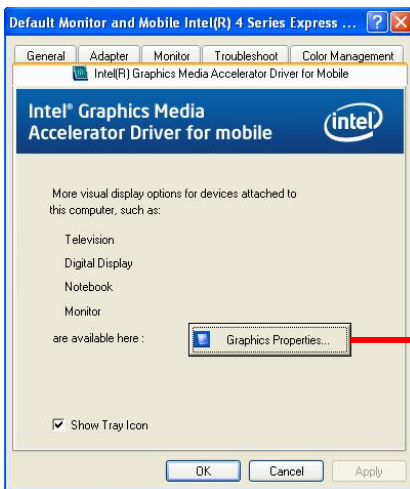 Default Monitor and Mobile Intel(R) 4 Series Express ...
General Adapter Monitor Troubleshoot Color Management
Intel(R) Graphics Media Accelerator Driver for Mobile
Intel® Graphics Media
Accelerator Driver for mobile
intel
More visual display options for devices attached to
this computer, such as:
Television
Digital Display
Notebook
Monitor
are available here :
Graphics Properties...
Show Tray Icon
OK Cancel Apply